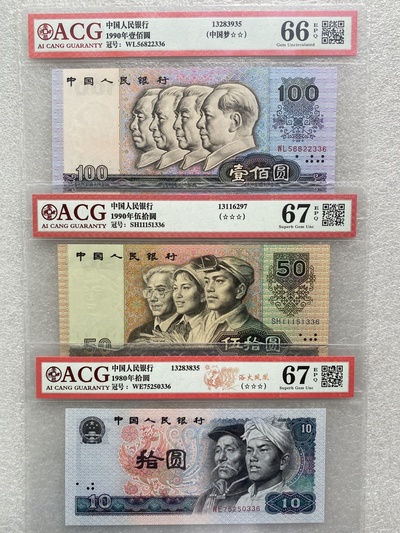 ACG
AI CANG GUARANTY
中国人民银行
1990年壹佰圆
冠号: WL56822336
13283935
(中国梦☆☆)
66 EPQ
Gem Uncirculated
中国人民银行
100
WL56822336
100
壹佰圆
ACG
AI CANG GUARANTY
中国人民银行
1990年伍拾圆
冠号: SH11151336
13116297
(☆☆☆)
67 EPQ
Superb Gem Unc
中国人民银行
50
SH11151336
50
伍拾圆
ACG
AI CANG GUARANTY
中国人民银行
1980年拾圆
冠号: WE75250336
13283835
浴火凤凰
(☆☆☆)
67 EPQ
Superb Gem Unc
中国人民银行
10
拾圆
WE75250336
10
10